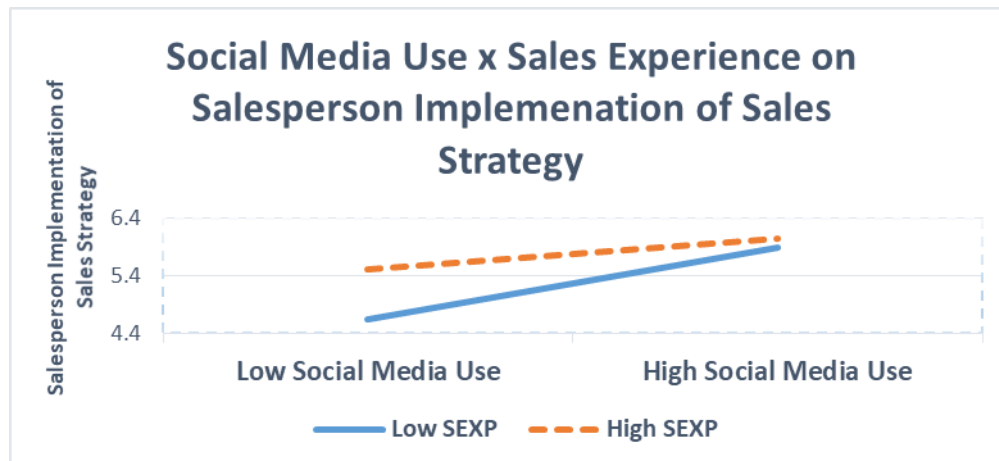 Social Media Use x Sales Experience on
Salesperson Implemenation of Sales
Strategy
Salesperson Implementation of
Sales Strategy
6.4
5.4
4.4
Low Social Media Use
High Social Media Use
Low SEXP
High SEXP